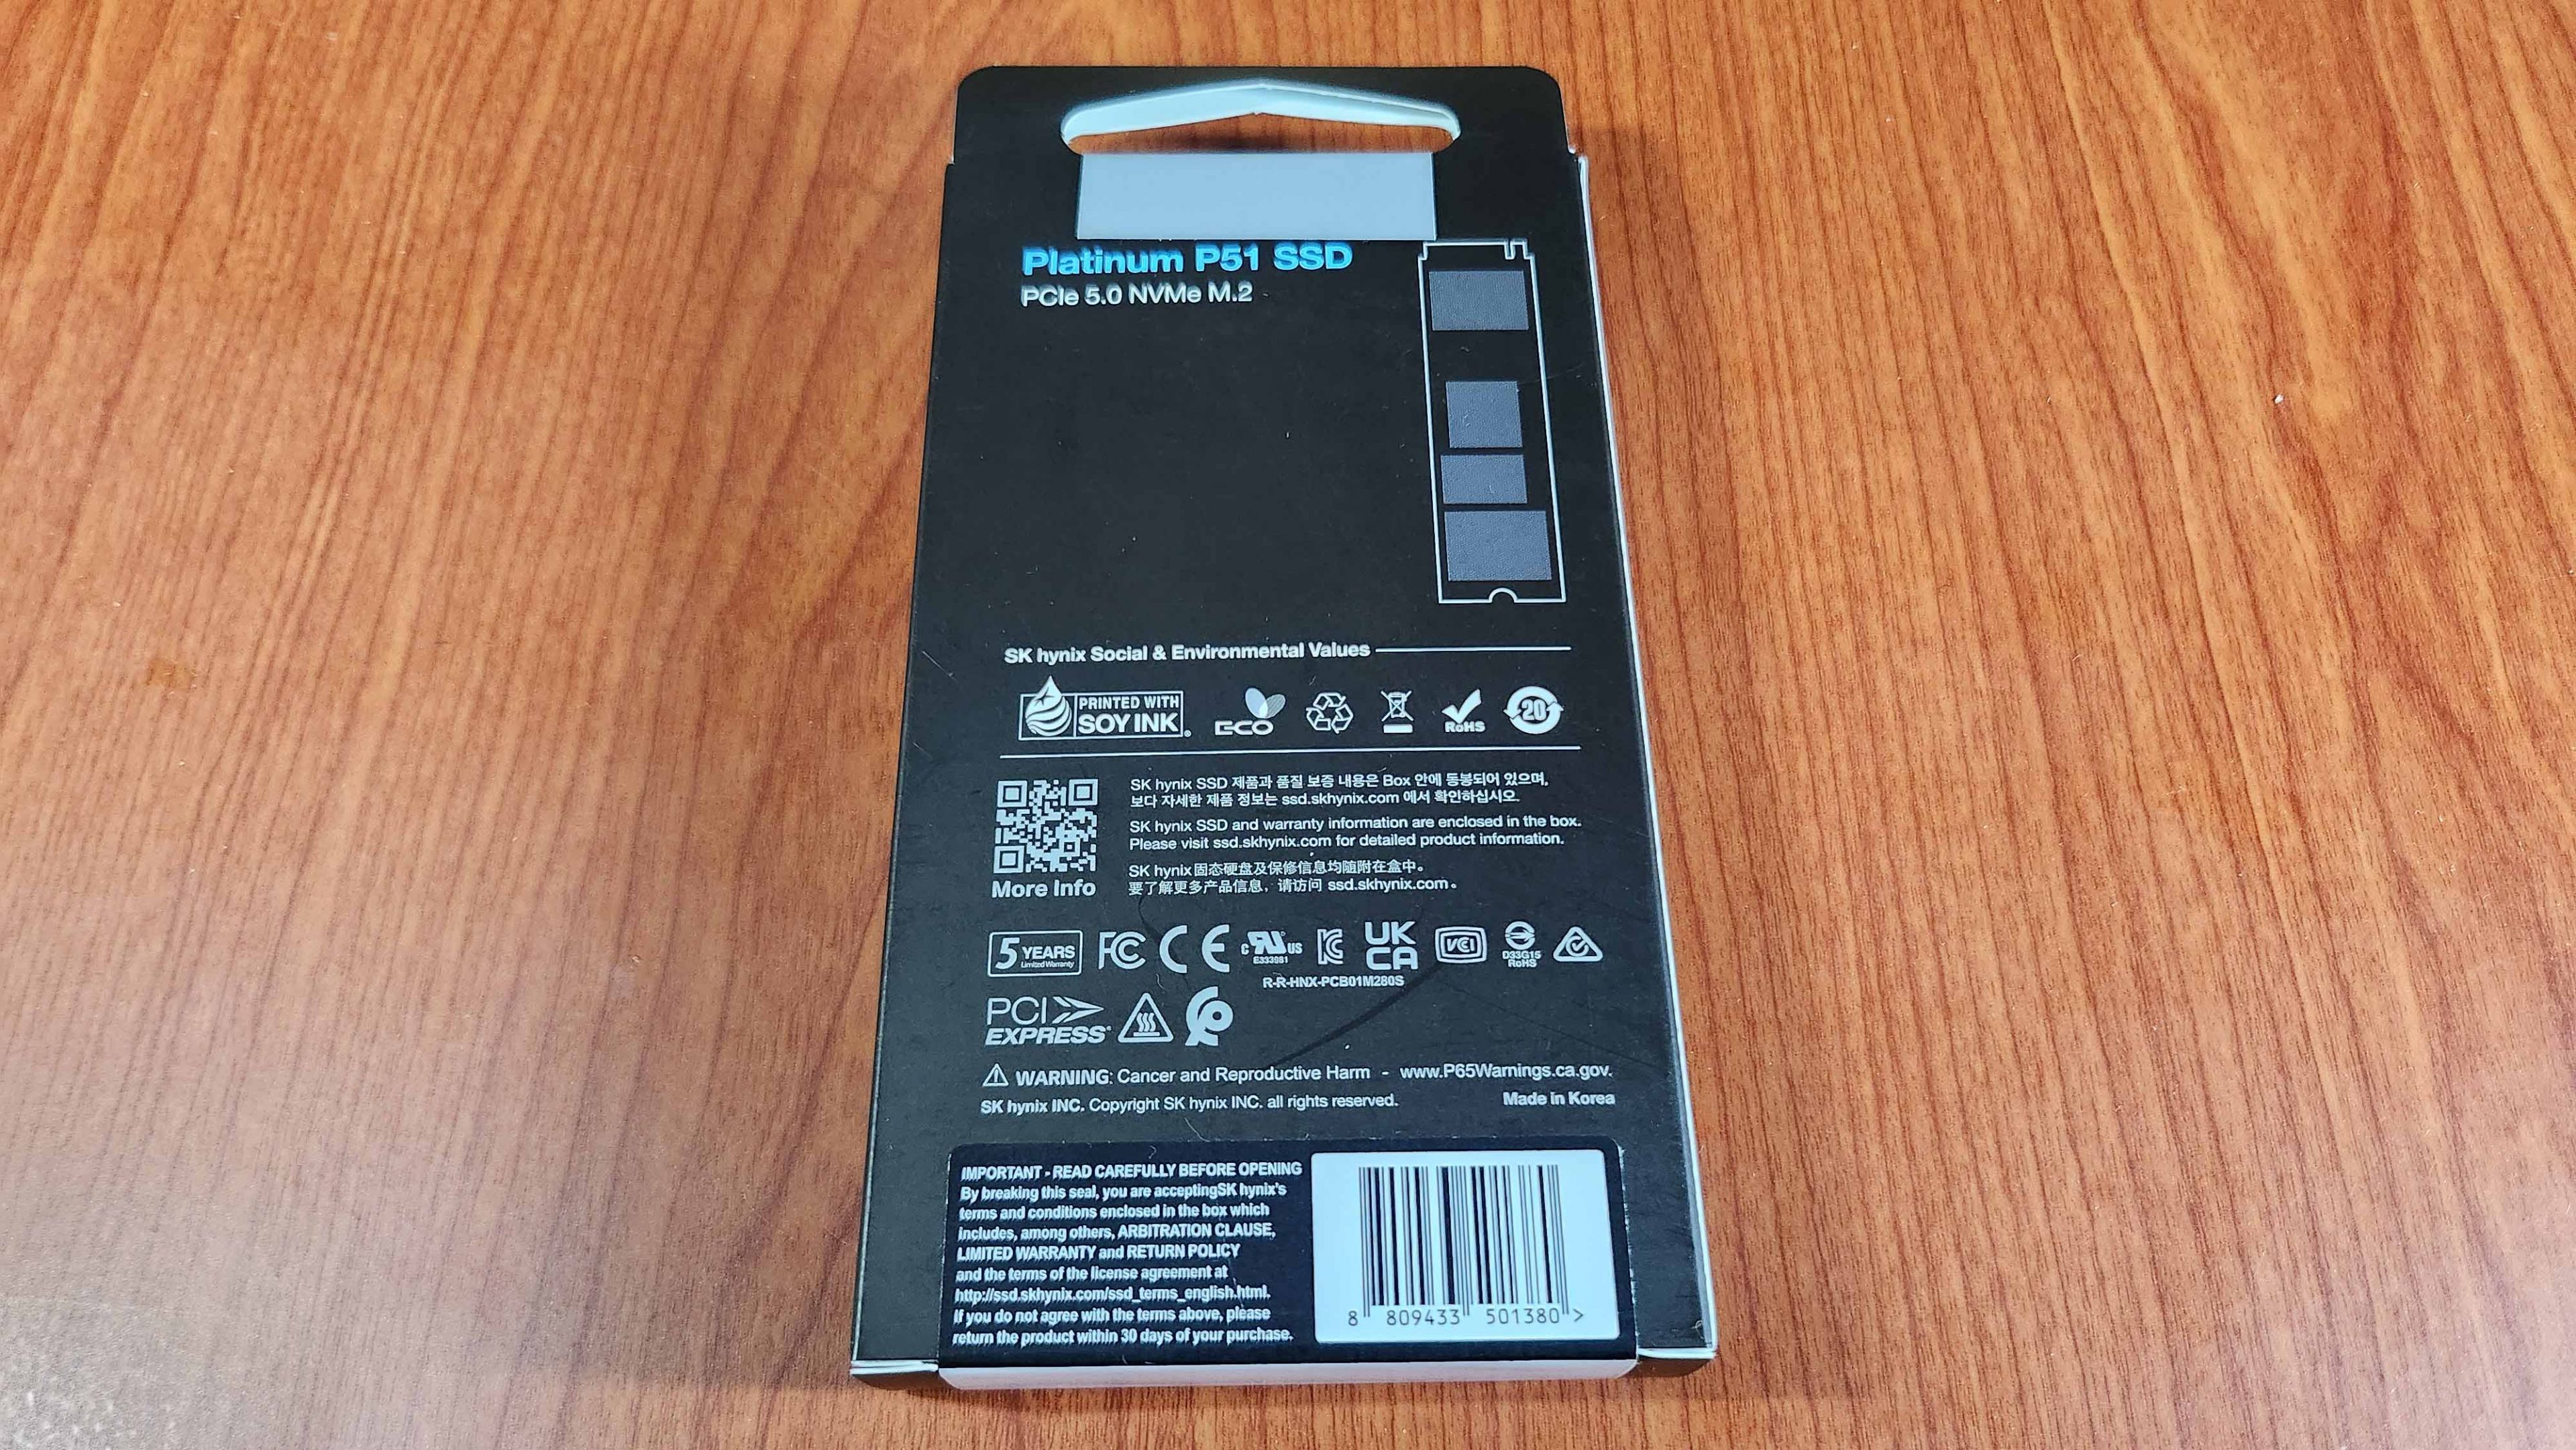 Platinum P51 SSD
PCIe 5.0 NVMe M.2
SK hynix Social & Environmental Values
PRINTED WITH
SOY INK
ECO
RoHS
20
SK hynix SSD 제품과 품질 보증 내용은 Box 안에 동봉되어 있으며,
보다 자세한 제품 정보는 ssd.skhynix.com 에서 확인하십시오.
SK hynix SSD and warranty information are enclosed in the box.
Please visit ssd.skhynix.com for detailed product information.
SK hynix固态硬盘及保修信息均随附在盒中。
要了解更多产品信息，请访问 ssd.skhynix.com。
More Info
5 YEARS
Limited Warranty
FC CE
c RU US
E333981
UK
CA
VCI
D33G15
RoHS
R-R-HNX-PCB01M280S
PCI
EXPRESS
WARNING: Cancer and Reproductive Harm - www.P65Warnings.ca.gov.
SK hynix INC. Copyright SK hynix INC. all rights reserved.
Made in Korea
IMPORTANT - READ CAREFULLY BEFORE OPENING
By breaking this seal, you are acceptingSK hynix's
terms and conditions enclosed in the box which
includes, among others, ARBITRATION CLAUSE,
LIMITED WARRANTY and RETURN POLICY
and the terms of the license agreement at
http://ssd.skhynix.com/ssd_terms_english.html.
If you do not agree with the terms above, please
return the product within 30 days of your purchase.
8 809433 501380 >